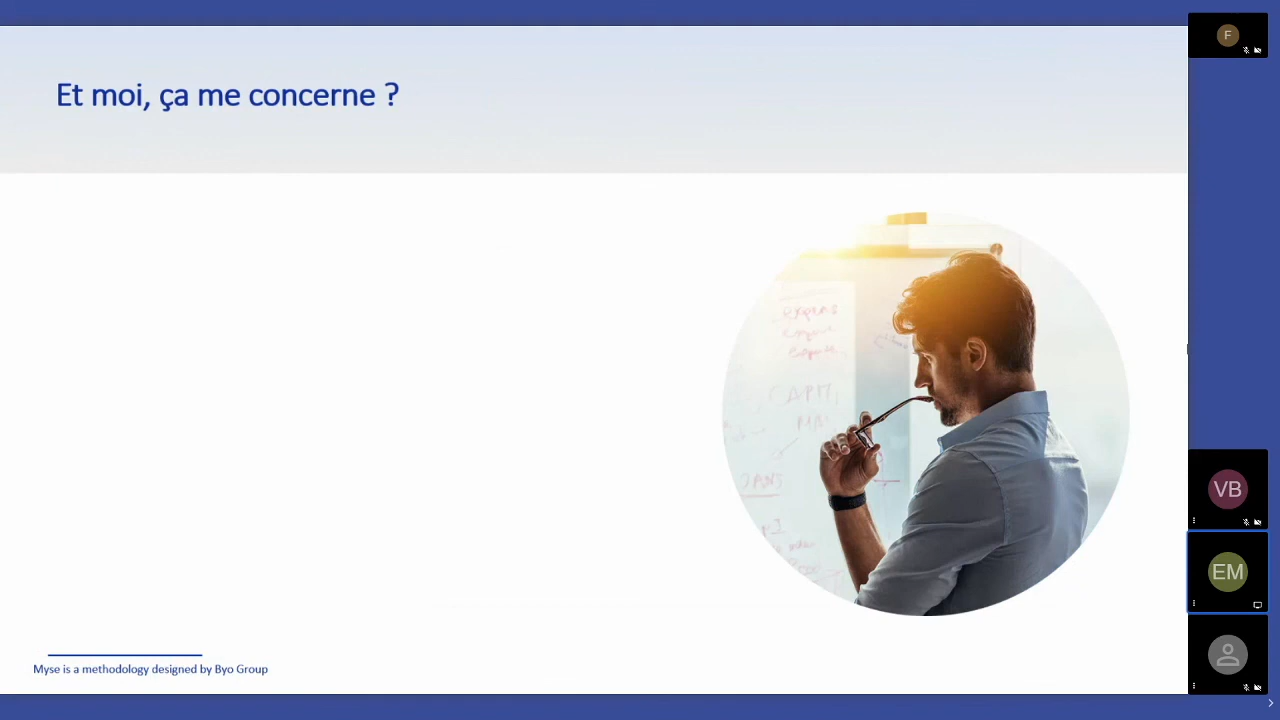 Et moi, ça me concerne ?
F
VB
EM
Myse is a methodology designed by Byo Group